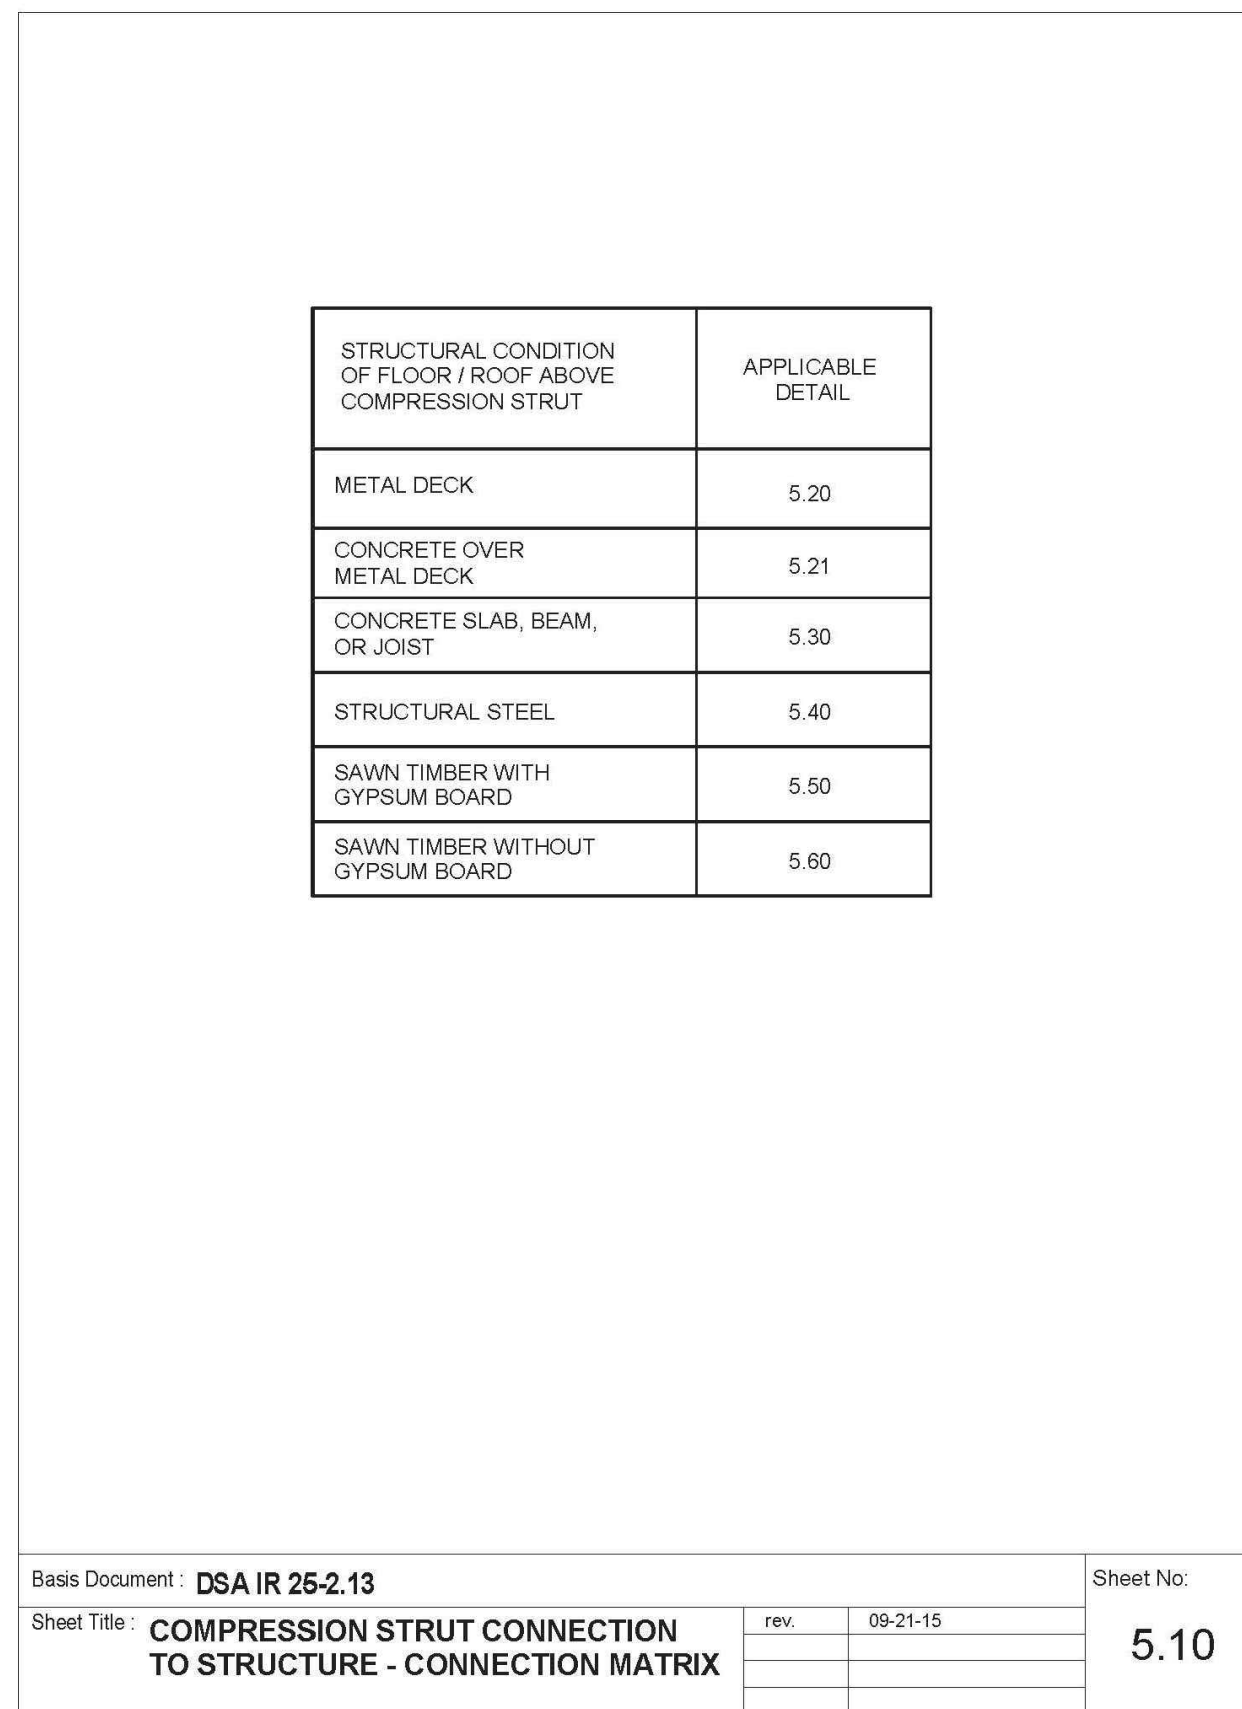 STRUCTURAL CONDITION
OF FLOOR / ROOF ABOVE
COMPRESSION STRUT
APPLICABLE
DETAIL
METAL DECK
5.20
CONCRETE OVER
METAL DECK
5.21
CONCRETE SLAB, BEAM,
OR JOIST
5.30
STRUCTURAL STEEL
5.40
SAWN TIMBER WITH
GYPSUM BOARD
5.50
SAWN TIMBER WITHOUT
GYPSUM BOARD
5.60
Basis Document : DSA IR 25-2.13
Sheet Title : COMPRESSION STRUT CONNECTION
TO STRUCTURE - CONNECTION MATRIX
rev. 09-21-15
Sheet No:
5.10